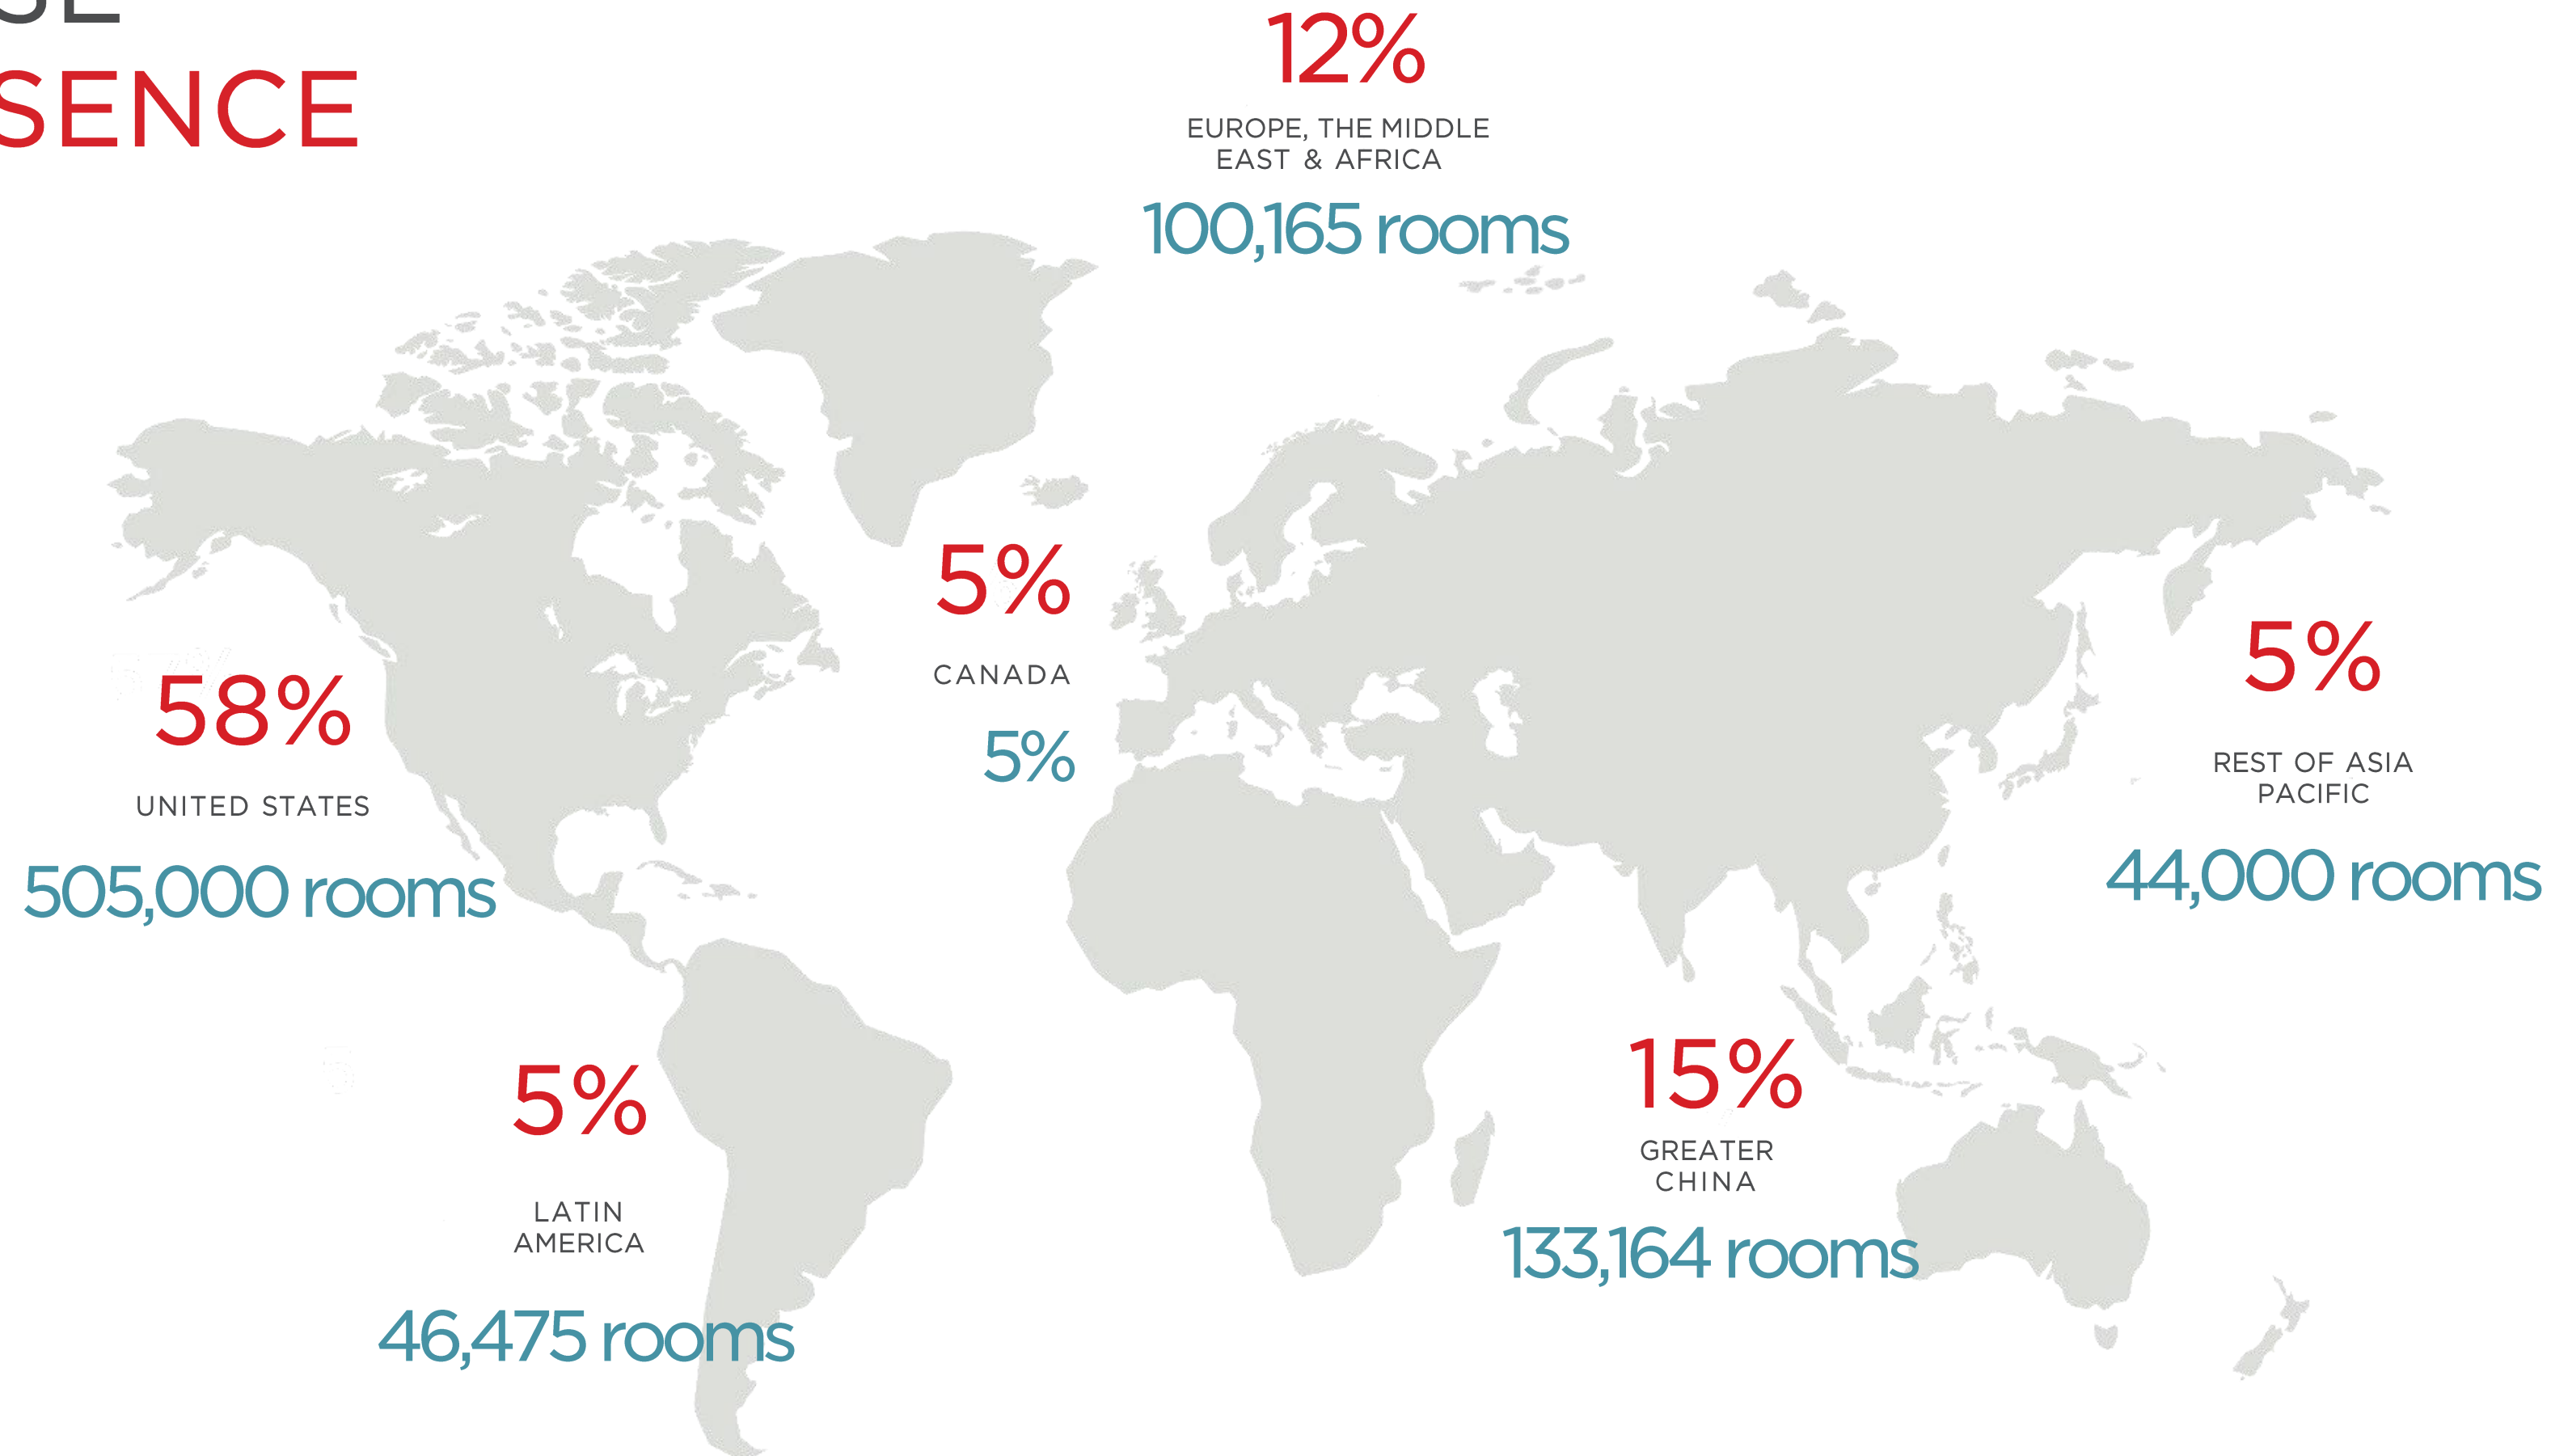 SENCE
12%
EUROPE, THE MIDDLE
EAST & AFRICA
100,165 rooms
5%
CANADA
5%
58%
UNITED STATES
505,000 rooms
5%
REST OF ASIA
PACIFIC
44,000 rooms
5%
LATIN
AMERICA
46,475 rooms
15%
GREATER
CHINA
133,164 rooms